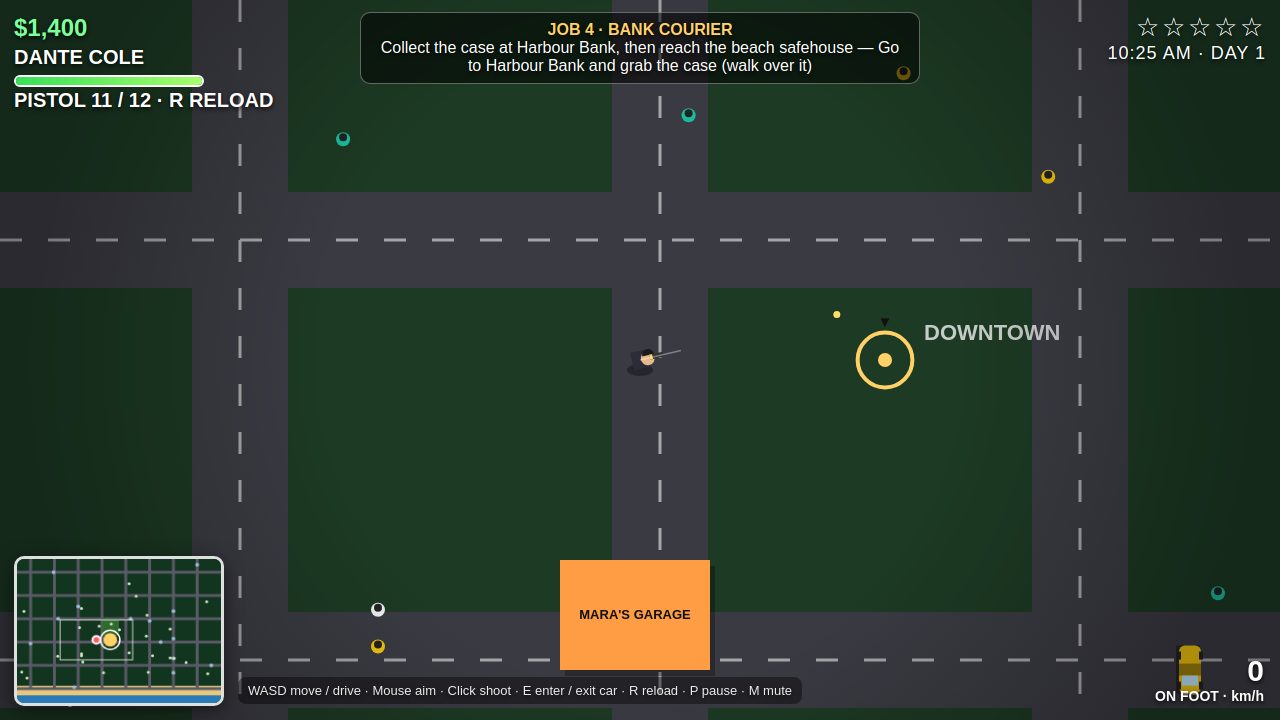 $1,400
DANTE COLE
PISTOL 11 / 12 · R RELOAD
JOB 4 · BANK COURIER
Collect the case at Harbour Bank, then reach the beach safehouse — Go
to Harbour Bank and grab the case (walk over it)
☆☆☆☆☆
10:25 AM · DAY 1
DOWNTOWN
MARA'S GARAGE
WASD move / drive · Mouse aim · Click shoot · E enter / exit car · R reload · P pause · M mute
0
ON FOOT · km/h